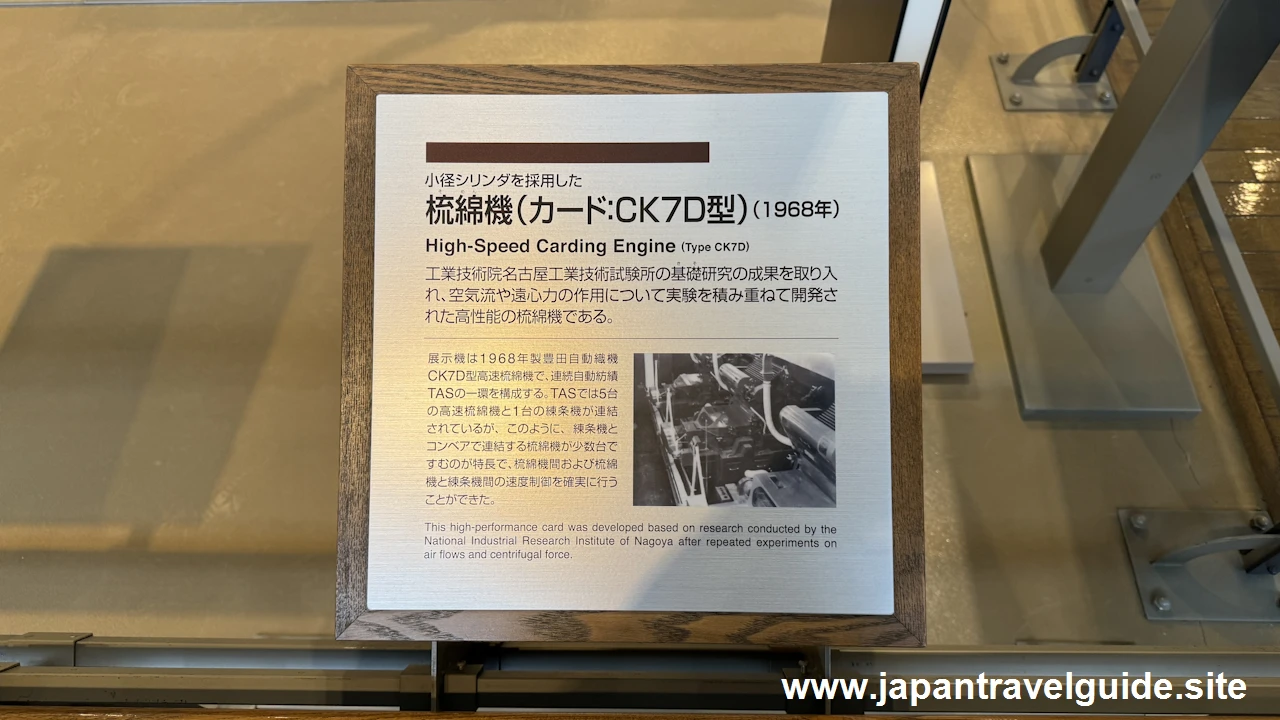 小径シリンダを採用した
梳綿機(カード:CK7D型)(1968年)
High-Speed Carding Engine (Type CK7D)
工業技術院名古屋工業技術試験所の基礎研究の成果を取り入
れ、空気流や遠心力の作用について実験を積み重ねて開発さ
れた高性能の梳綿機である。
展示機は1968年製豊田自動織機
CK7D型高速梳綿機で、連続自動紡績
TASの一環を構成する。TASでは5台
の高速梳綿機と1台の練条機が連結
されているが、このように、練条機と
コンベアで連結する梳綿機が少数台で
すむのが特長で、梳綿機間および梳綿
機と練条機間の速度制御を確実に行う
ことができた。
This high-performance card was developed based on research conducted by the
National Industrial Research Institute of Nagoya after repeated experiments on
air flows and centrifugal force.
www.japantravelguide.site